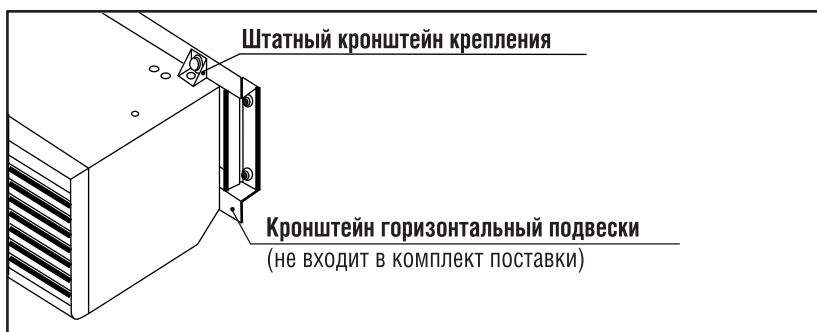 Штатный кронштейн крепления
Кронштейн горизонтальный подвески
(не входит в комплект поставки)